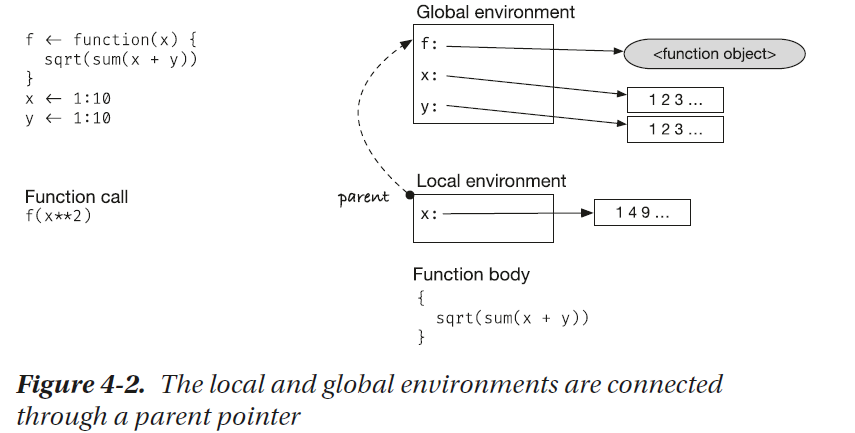 Global environment
f ← function(x) {
  sqrt(sum(x + y))
}
x ← 1:10
y ← 1:10
f:
<function object>
x:
1 2 3 ...
y:
1 2 3 ...
Function call
f(x**2)
parent
Local environment
x:
1 4 9 ...
Function body
{
  sqrt(sum(x + y))
}
Figure 4-2. The local and global environments are connected
through a parent pointer